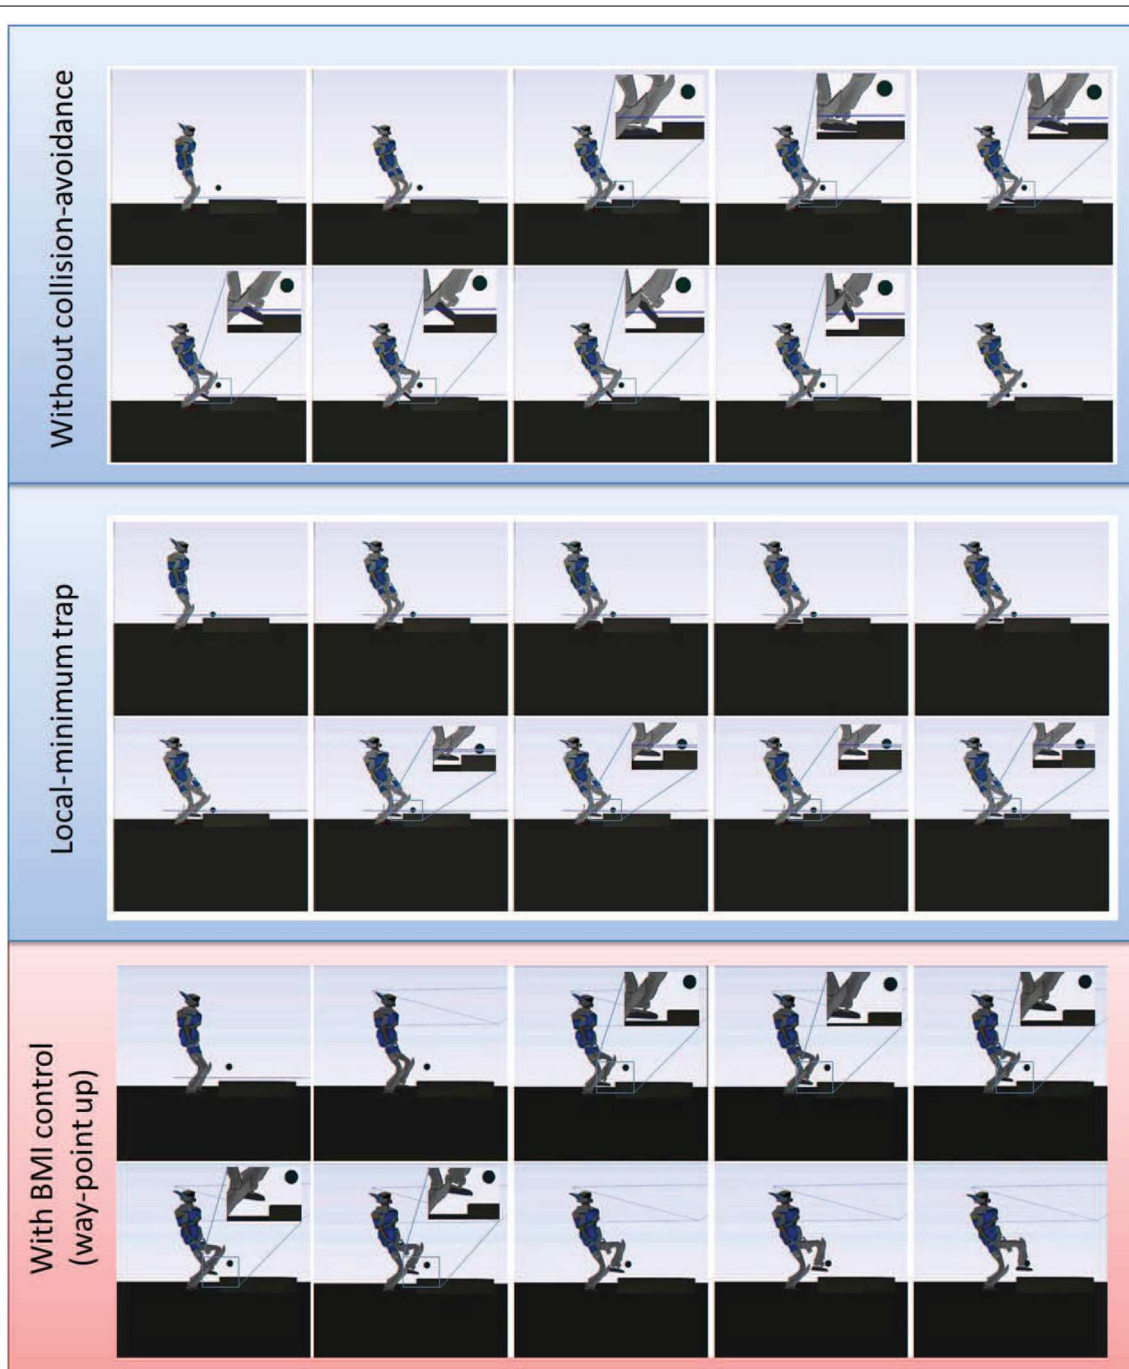 Without collision-avoidance
Local-minimum trap
With BMI control
(way-point up)